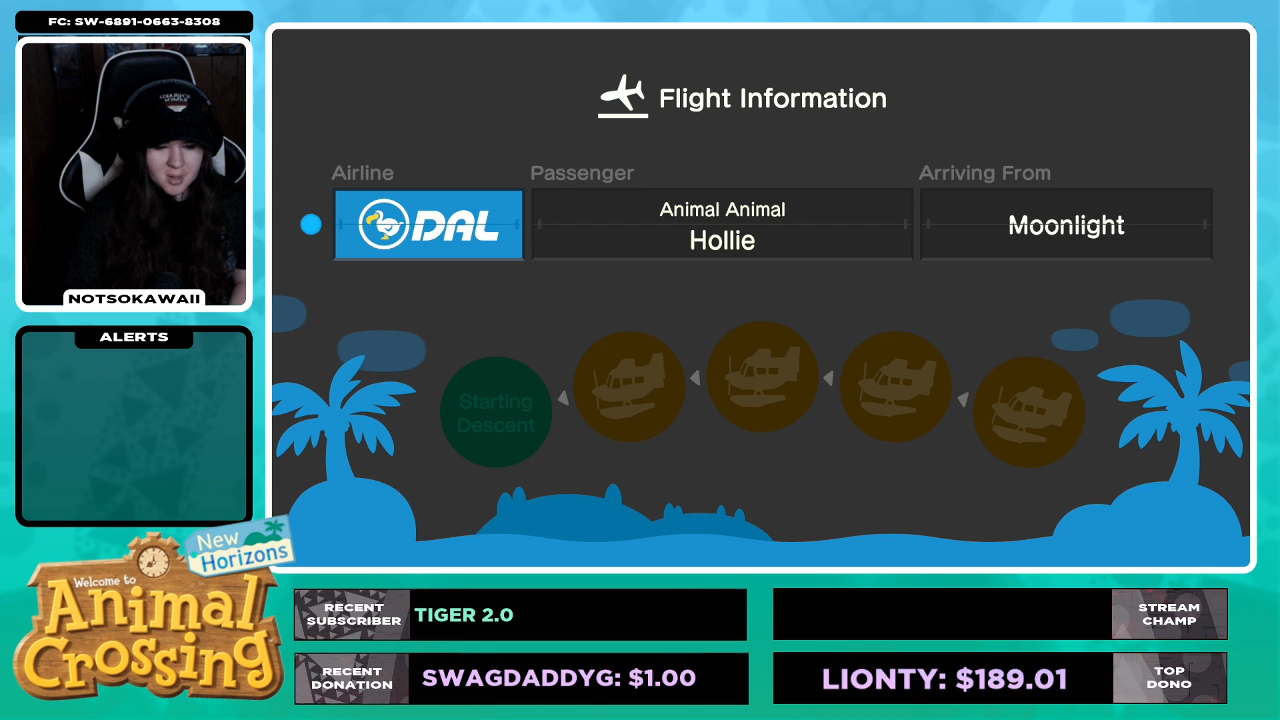 FC: SW-6891-0663-8308
NOTSOKAWAII
ALERTS
Flight Information
Airline
Passenger
Arriving From
DAL
Animal Animal
Hollie
Moonlight
Starting
Descent
Welcome to
Animal
Crossing
New
Horizons
RECENT
SUBSCRIBER
TIGER 2.0
STREAM
CHAMP
RECENT
DONATION
SWAGDADDYG: $1.00
LIONTY: $189.01
TOP
DONO